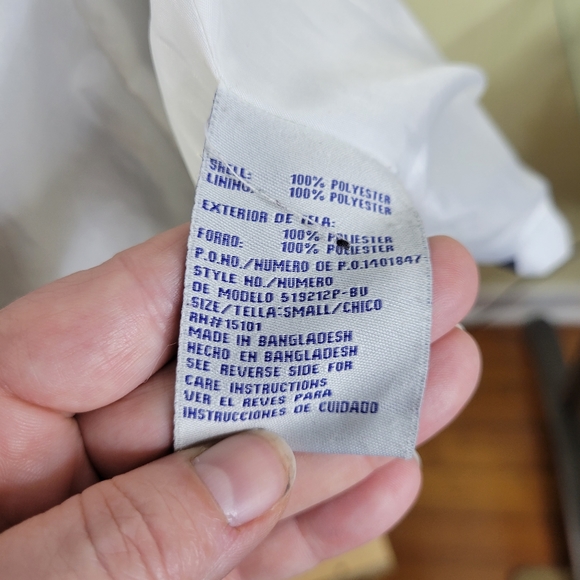 SHELL: 100% POLYESTER
LINING: 100% POLYESTER
EXTERIOR DE TELA:
100% POLIESTER
FORRO: 100% POLIESTER
P.O.NO./NUMERO DE P.O.1401847
STYLE NO./NUMERO
DE MODELO 519212P-BU
SIZE/TELLA-SMALL/CHICO
RN#15101
MADE IN BANGLADESH
HECHO EN BANGLADESH
SEE REVERSE SIDE FOR
CARE INSTRUCTIONS
VER EL REVES PARA
INSTRUCCIONES DE CUIDADO